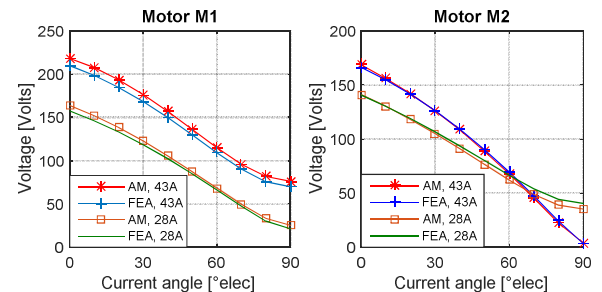 Motor M1
Voltage [Volts]
250
200
150
100
50
0
AM, 43A
FEA, 43A
AM, 28A
FEA, 28A
0
30
60
90
Current angle [°elec]
Motor M2
Voltage [Volts]
200
150
100
50
0
AM, 43A
FEA, 43A
AM, 28A
FEA, 28A
0
30
60
90
Current angle [°elec]